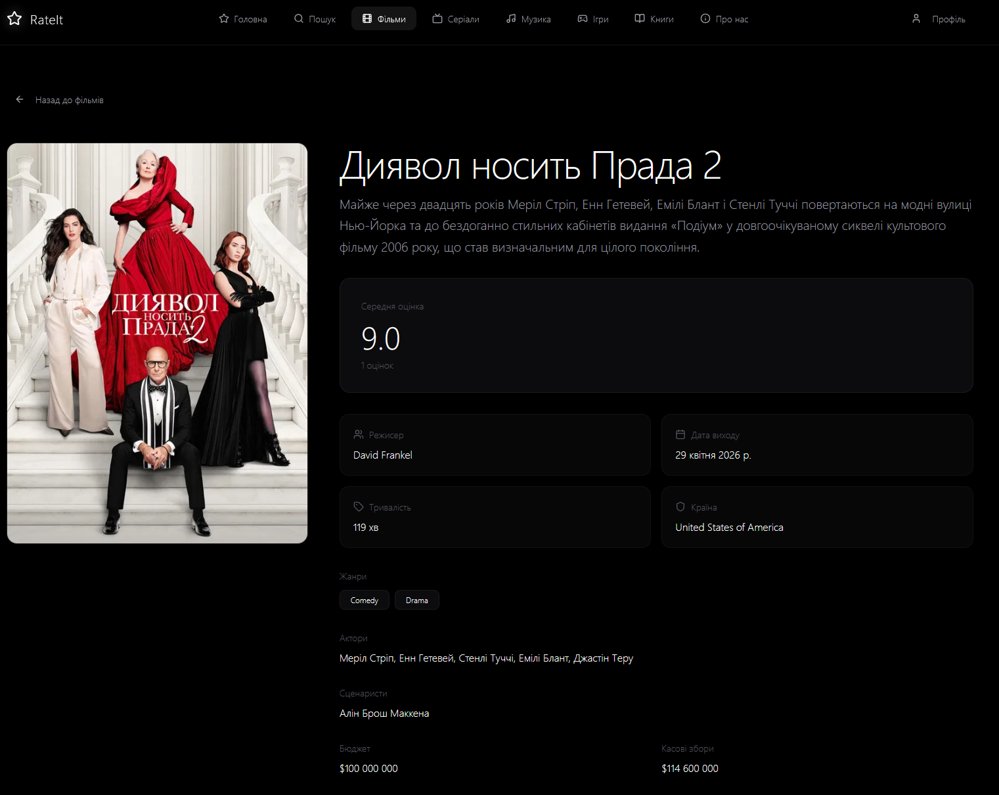 RateIt
Головна
Пошук
Фільми
Серіали
Музика
Ігри
Книги
Про нас
Профіль
Назад до фільмів
ДИЯВОЛ
НОСИТЬ
ПРАДА 2
Диявол носить Прада 2
Майже через двадцять років Меріл Стріп, Енн Гетевей, Емілі Блант і Стенлі Туччі повертаються на модні вулиці
Нью-Йорка та до бездоганно стильних кабінетів видання «Подіум» у довгоочікуваному сиквелі культового
фільму 2006 року, що став визначальним для цілого покоління.
Середня оцінка
9.0
1 оцінок
Режисер
David Frankel
Дата виходу
29 квітня 2026 р.
Тривалість
119 хв
Країна
United States of America
Жанри
Comedy
Drama
Актори
Меріл Стріп, Енн Гетевей, Стенлі Туччі, Емілі Блант, Джастін Теру
Сценаристи
Алін Брош Маккена
Бюджет
$100 000 000
Касові збори
$114 600 000